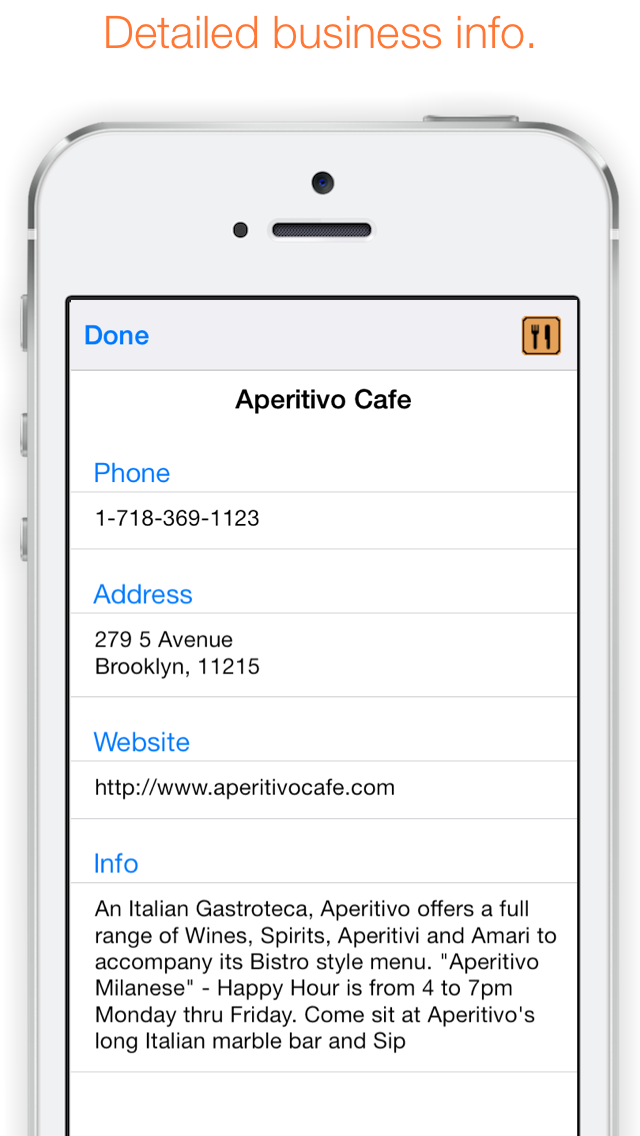 Detailed business info.
Done
Aperitivo Cafe
Phone
1-718-369-1123
Address
279 5 Avenue
Brooklyn, 11215
Website
http://www.aperitivocafe.com
Info
An Italian Gastroteca, Aperitivo offers a full
range of Wines, Spirits, Aperitivi and Amari to
accompany its Bistro style menu. "Aperitivo
Milanese" - Happy Hour is from 4 to 7pm
Monday thru Friday. Come sit at Aperitivo's
long Italian marble bar and Sip